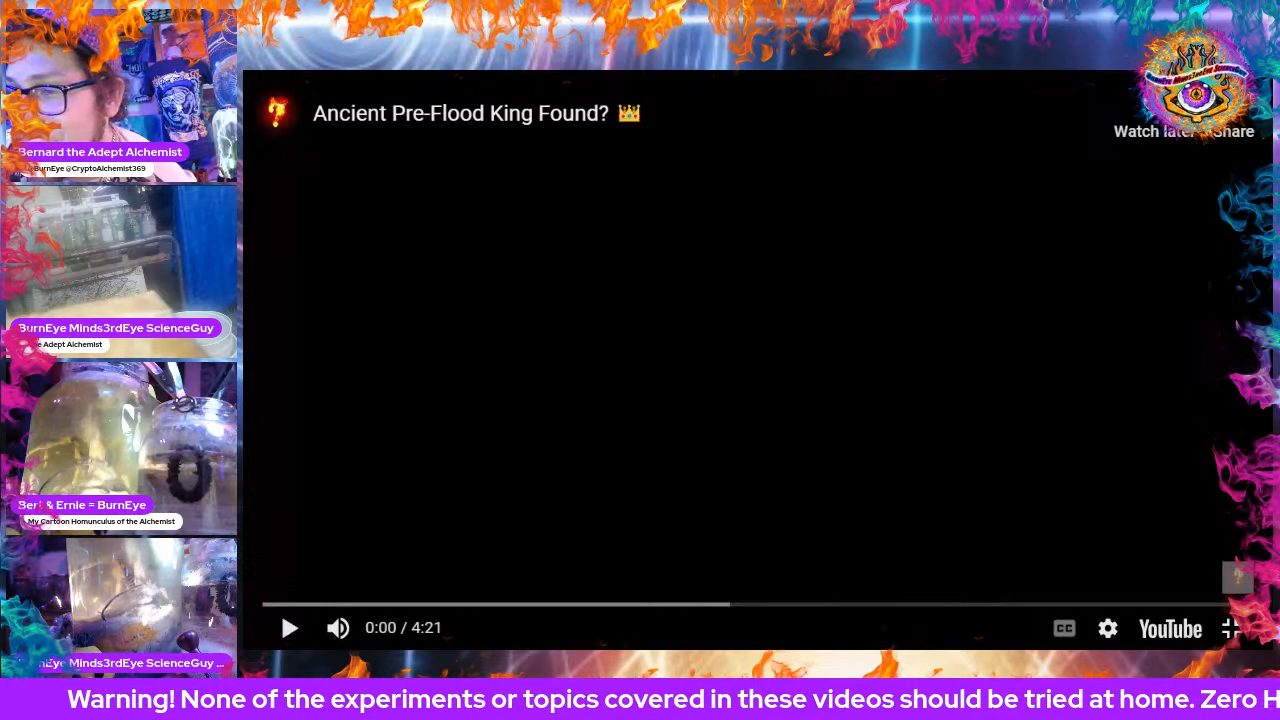 Bernard the Adept Alchemist
BurnEye @CryptoAlchemist369
BurnEye Minds3rdEye ScienceGuy
Adept Alchemist
Bert & Ernie = BurnEye
My Cartoon Homunculus of the Alchemist
Eye Minds3rdEye ScienceGuy ...
Ancient Pre-Flood King Found? 👑
Watch later
Share
0:00 / 4:21
CC
YouTube
Warning! None of the experiments or topics covered in these videos should be tried at home. Zero H